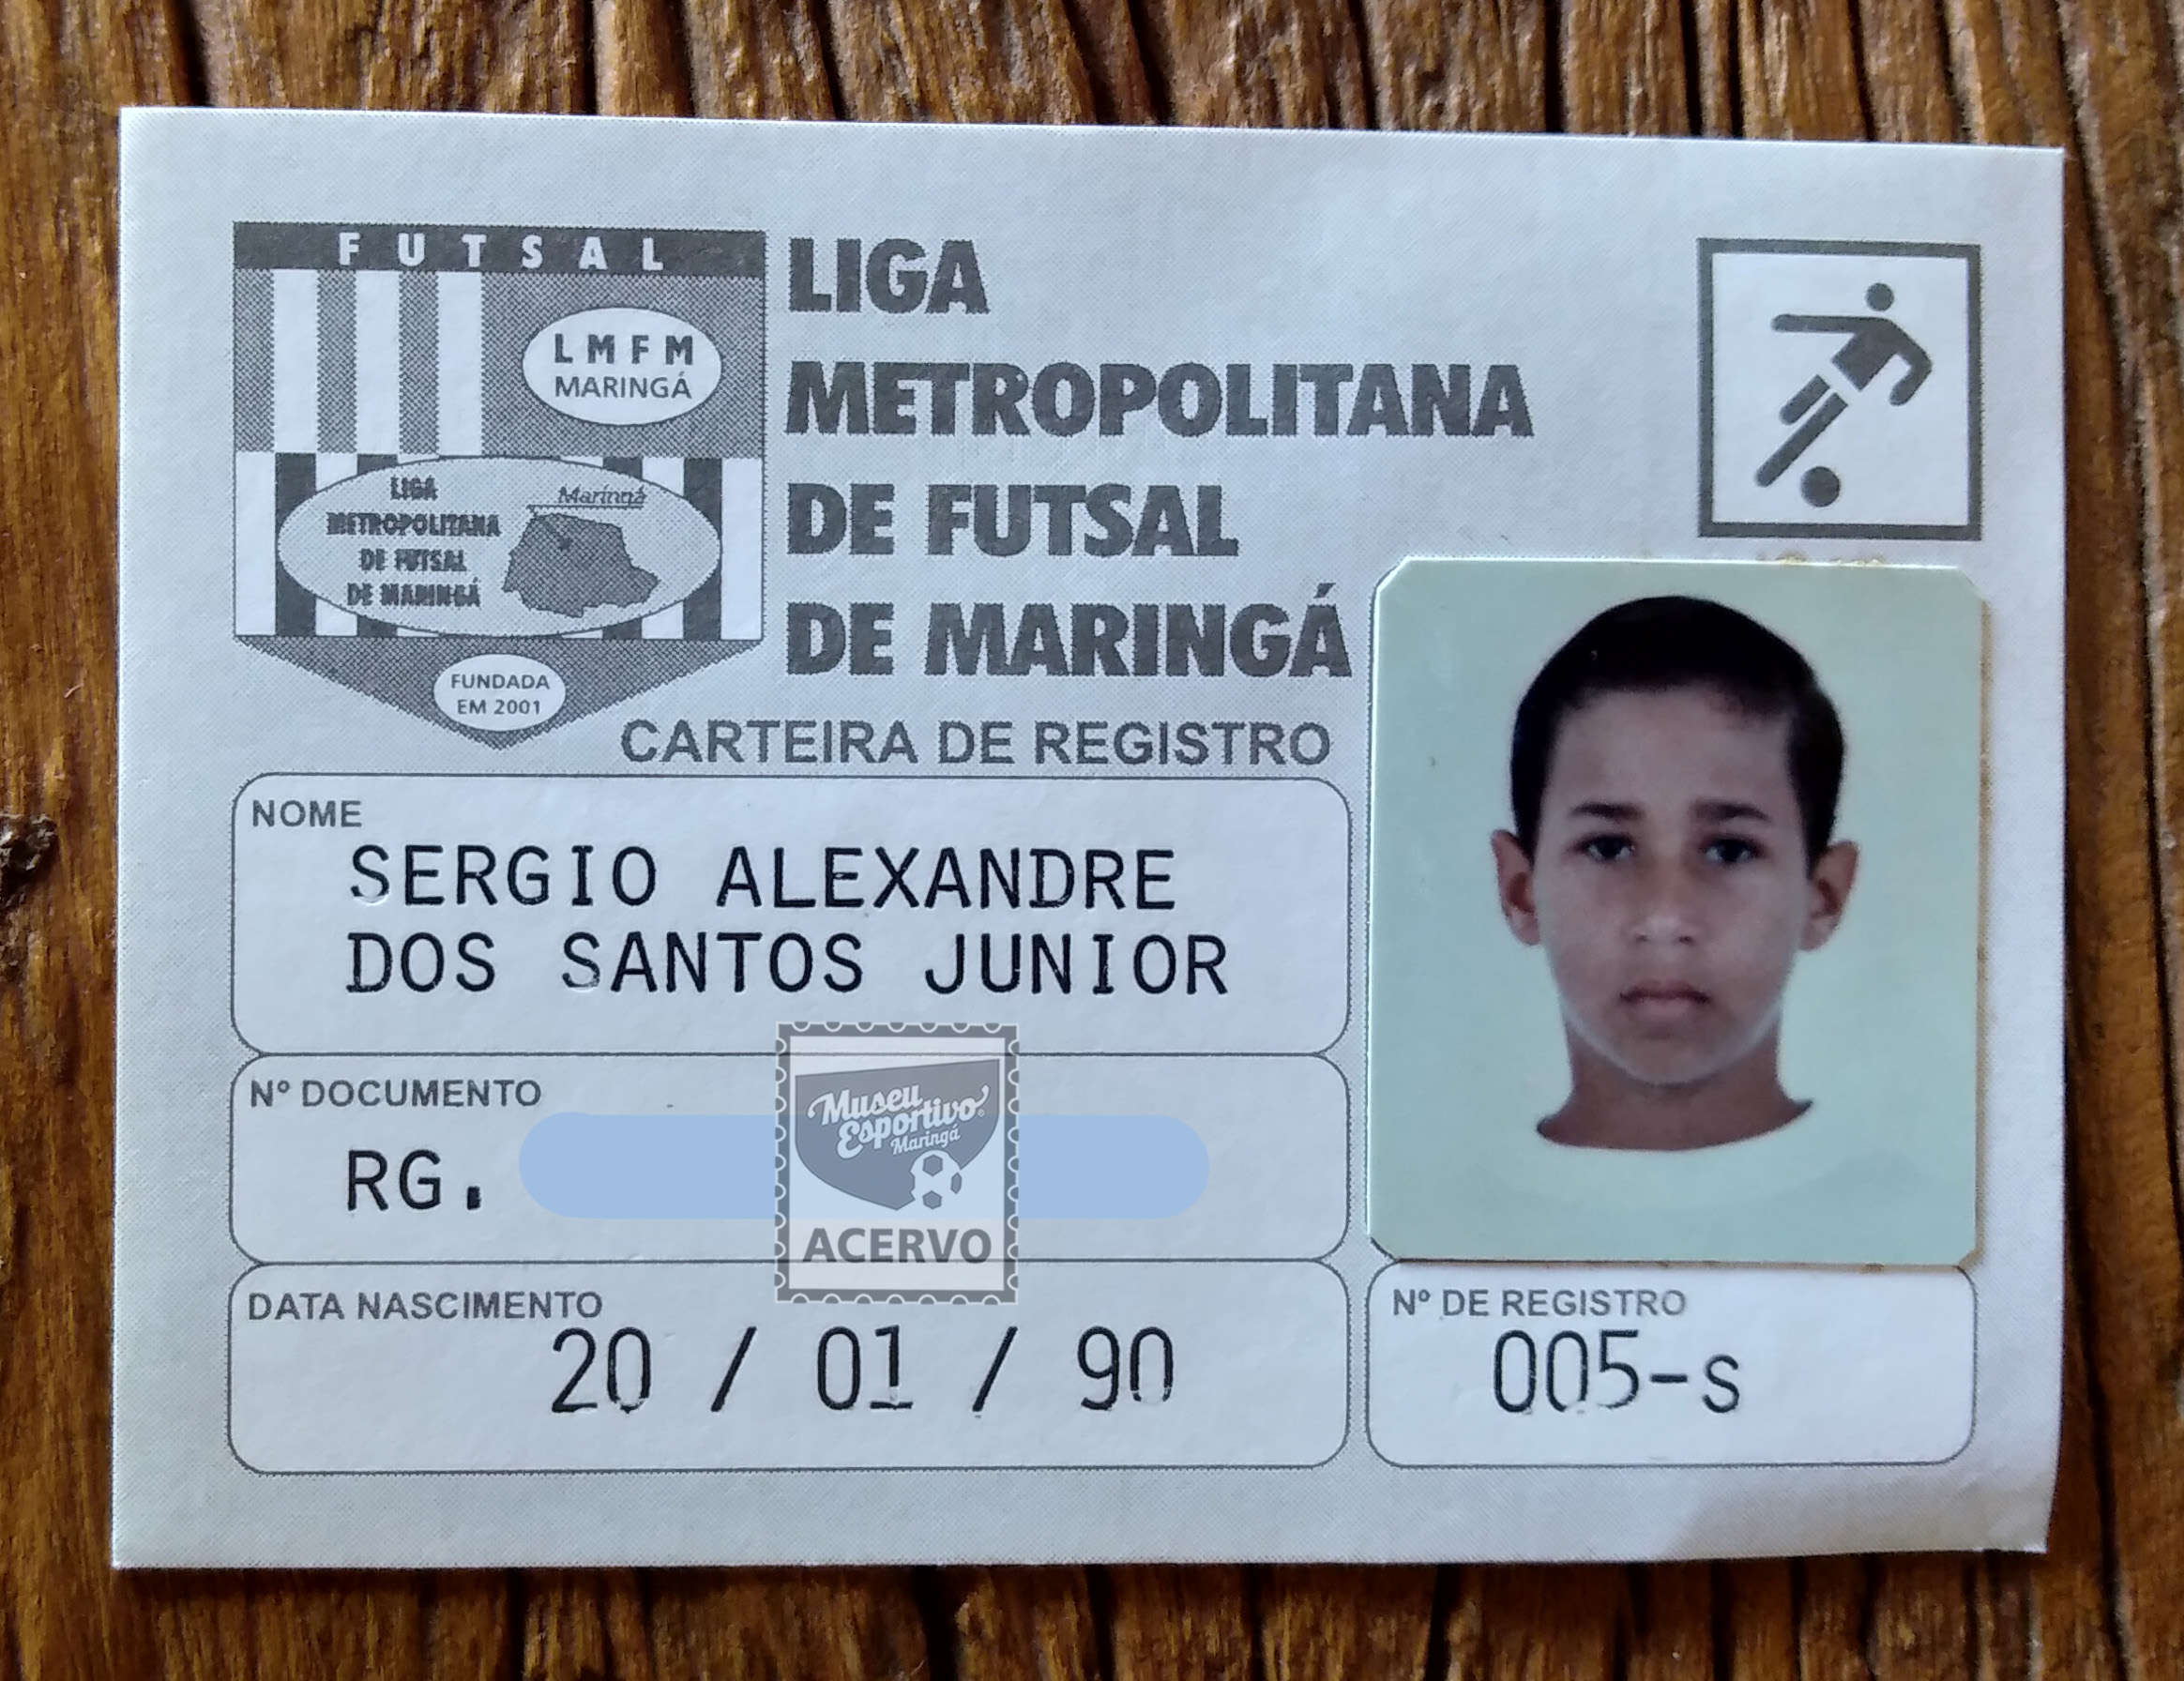 FUTSAL
LMFM
MARINGÁ
LIGA
METROPOLITANA
DE FUTSAL
DE MARINGÁ
Maringá
FUNDADA
EM 2001
LIGA
METROPOLITANA
DE FUTSAL
DE MARINGÁ
CARTEIRA DE REGISTRO
NOME
SERGIO ALEXANDRE
DOS SANTOS JUNIOR
Nº DOCUMENTO
RG.
Museu
Esportivo
Maringá
ACERVO
DATA NASCIMENTO
20 / 01 / 90
Nº DE REGISTRO
005-s